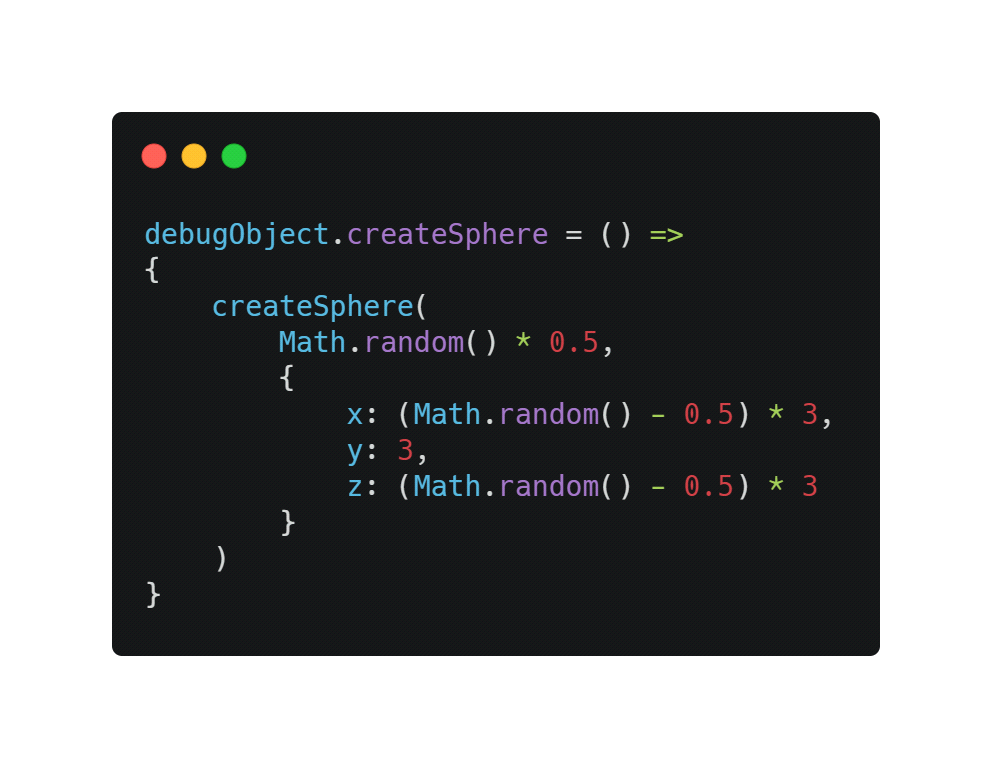 debugObject.createSphere = () =>
{
    createSphere(
        Math.random() * 0.5,
        {
            x: (Math.random() - 0.5) * 3,
            y: 3,
            z: (Math.random() - 0.5) * 3
        }
    )
}